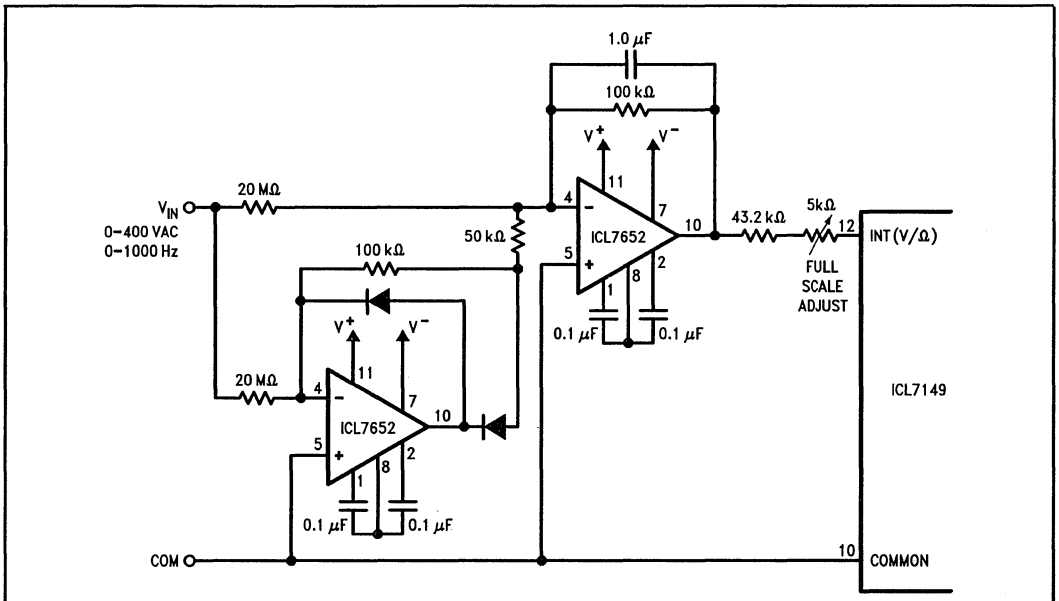 1.0 μF
100 kΩ
V+
V−
11
20 MΩ
4
−
7
VIN
0–400 VAC
0–1000 Hz
50 kΩ
ICL7652
10
43.2 kΩ
5kΩ
12
INT (V/Ω)
5
+
8
2
1
FULL
SCALE
ADJUST
100 kΩ
0.1 μF
0.1 μF
V+
V−
11
20 MΩ
4
−
7
ICL7149
ICL7652
10
5
+
8
2
1
0.1 μF
0.1 μF
COM
10
COMMON